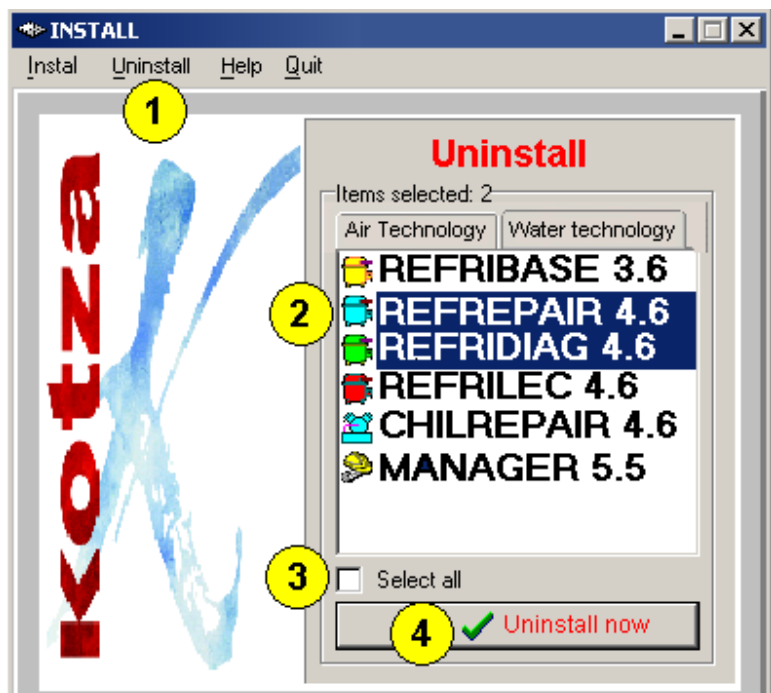 INSTALL
Instal Uninstall Help Quit
1
kotza
Uninstall
Items selected: 2
Air Technology Water technology
REFRIBASE 3.6
2
REFREPAIR 4.6
REFRIDIAG 4.6
REFRILEC 4.6
CHILREPAIR 4.6
MANAGER 5.5
3 Select all
4 Uninstall now